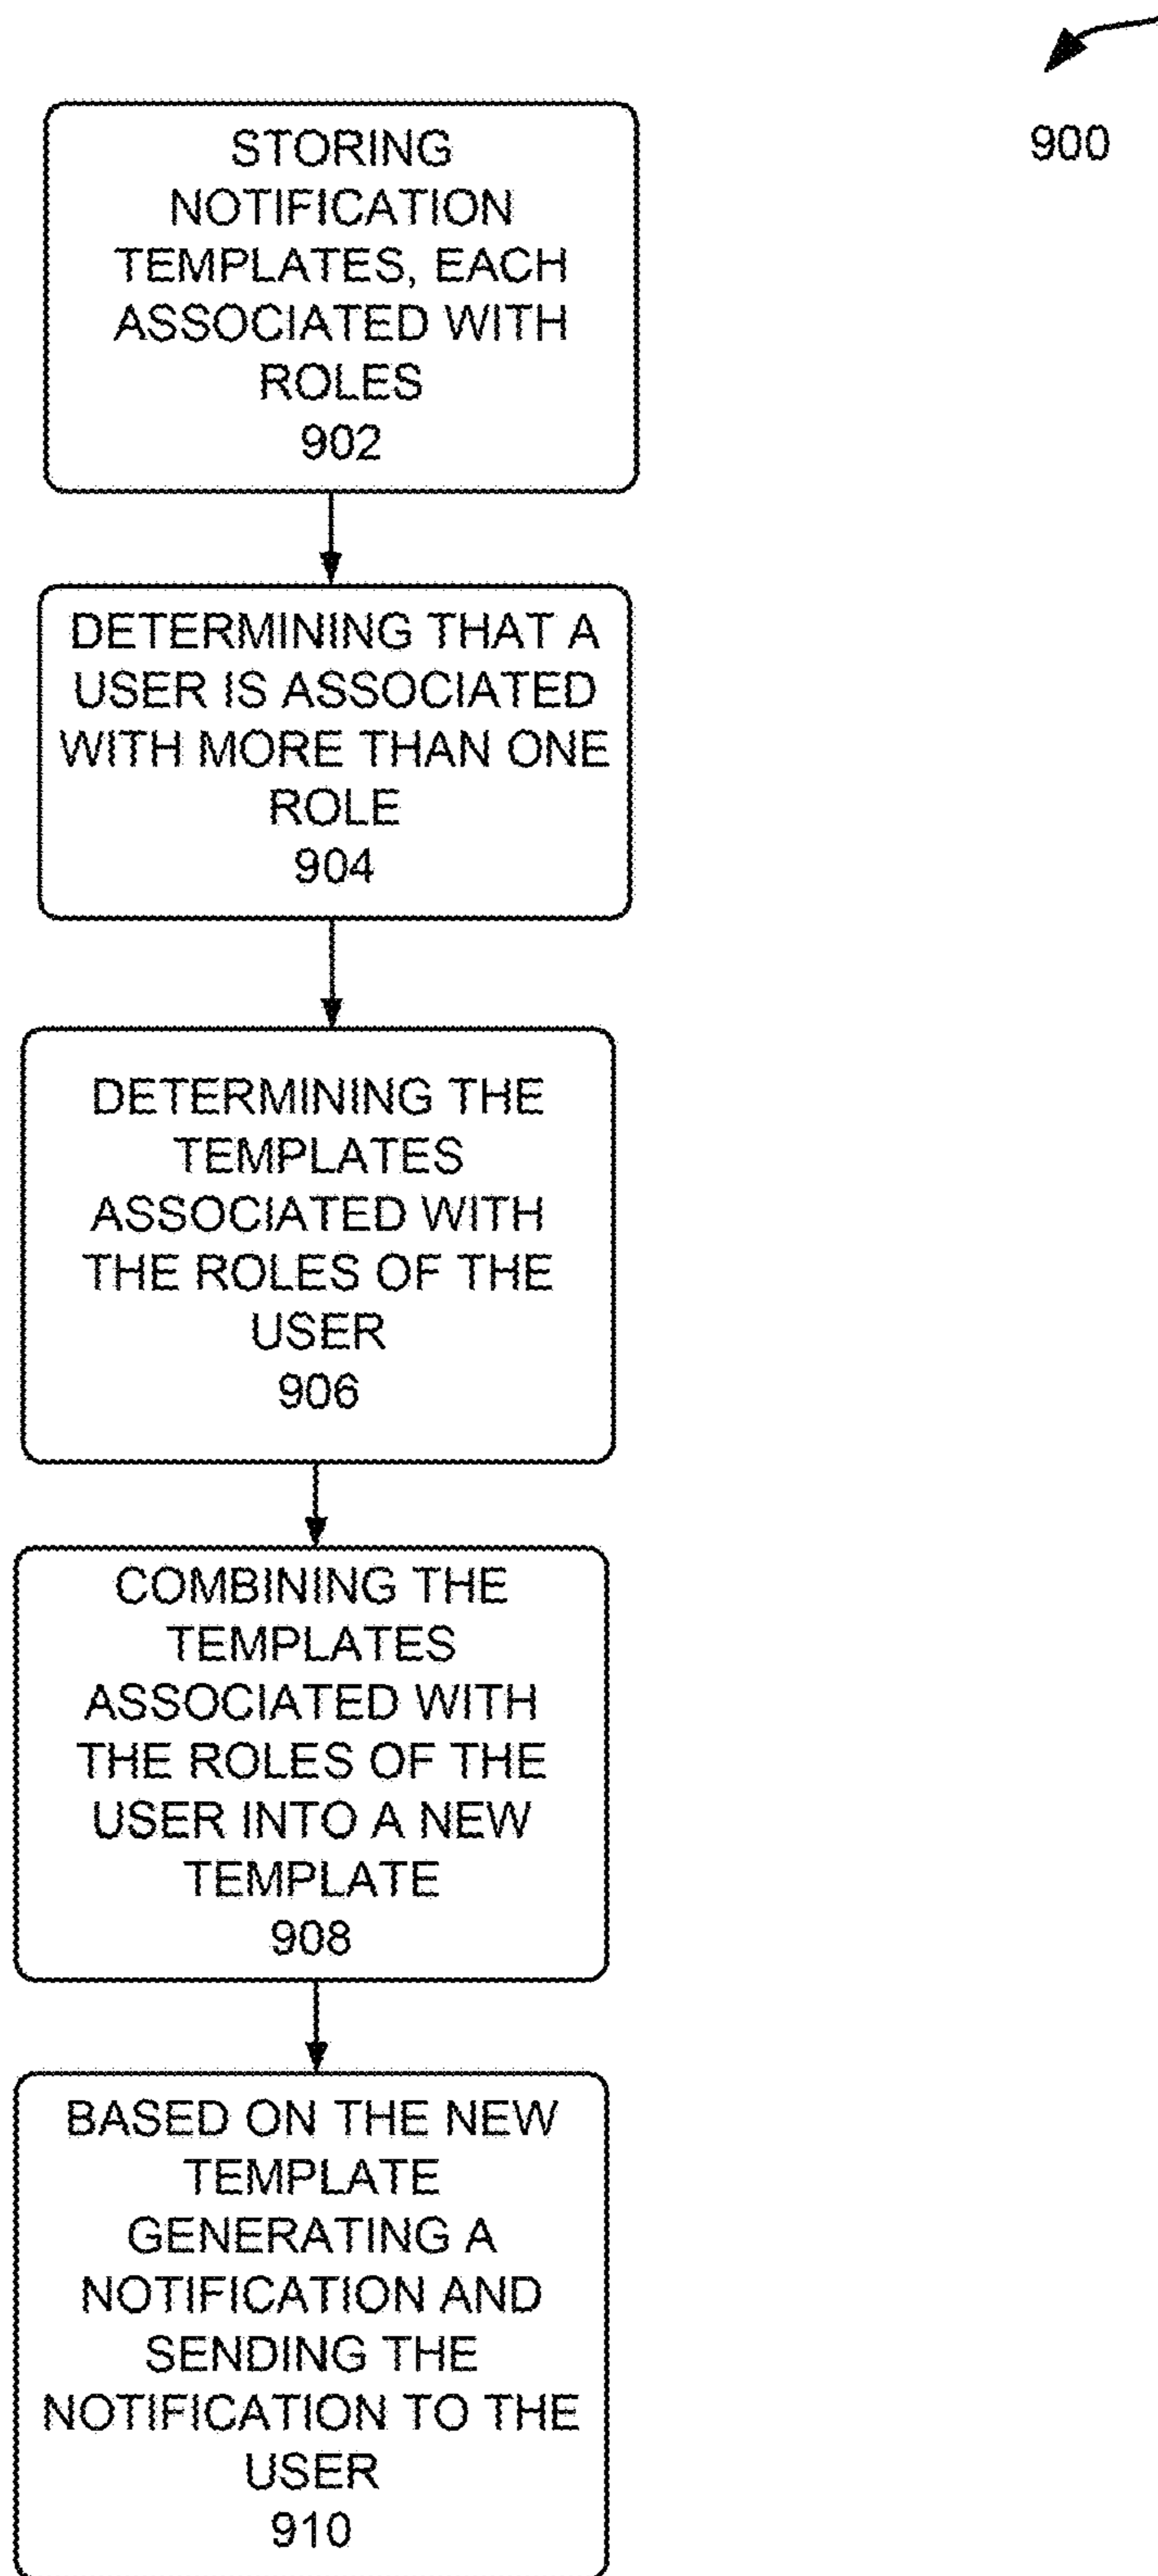 900
STORING
NOTIFICATION
TEMPLATES, EACH
ASSOCIATED WITH
ROLES
902
DETERMINING THAT A
USER IS ASSOCIATED
WITH MORE THAN ONE
ROLE
904
DETERMINING THE
TEMPLATES
ASSOCIATED WITH
THE ROLES OF THE
USER
906
COMBINING THE
TEMPLATES
ASSOCIATED WITH
THE ROLES OF THE
USER INTO A NEW
TEMPLATE
908
BASED ON THE NEW
TEMPLATE
GENERATING A
NOTIFICATION AND
SENDING THE
NOTIFICATION TO THE
USER
910